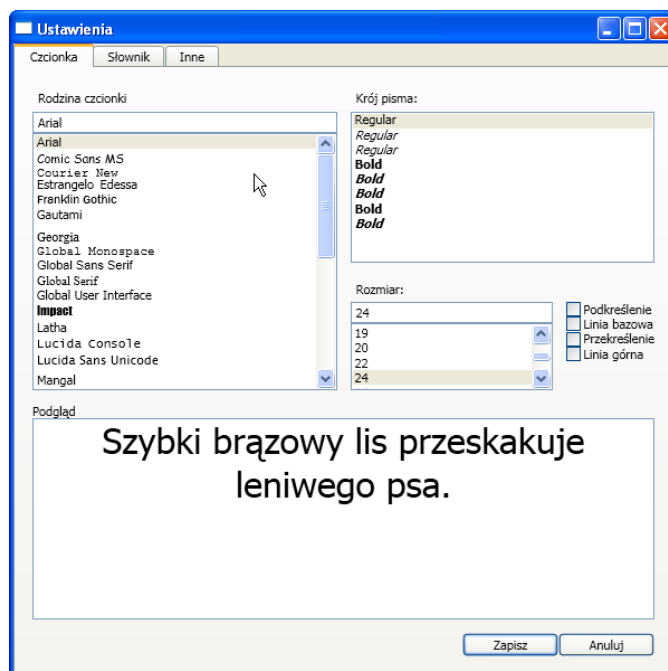 Ustawienia
Czcionka
Słownik
Inne
Rodzina czcionki
Arial
Arial
Comic Sans MS
Courier New
Estrangelo Edessa
Franklin Gothic
Gautami
Georgia
Global Monospace
Global Sans Serif
Global Serif
Global User Interface
Impact
Latha
Lucida Console
Lucida Sans Unicode
Mangal
Krój pisma:
Regular
Regular
Regular
Bold
Bold
Bold
Bold
Bold
Rozmiar:
24
19
20
22
24
Podkreślenie
Linia bazowa
Przekreślenie
Linia górna
Podgląd
Szybki brązowy lis przeskakuje
leniwego psa.
Zapisz
Anuluj